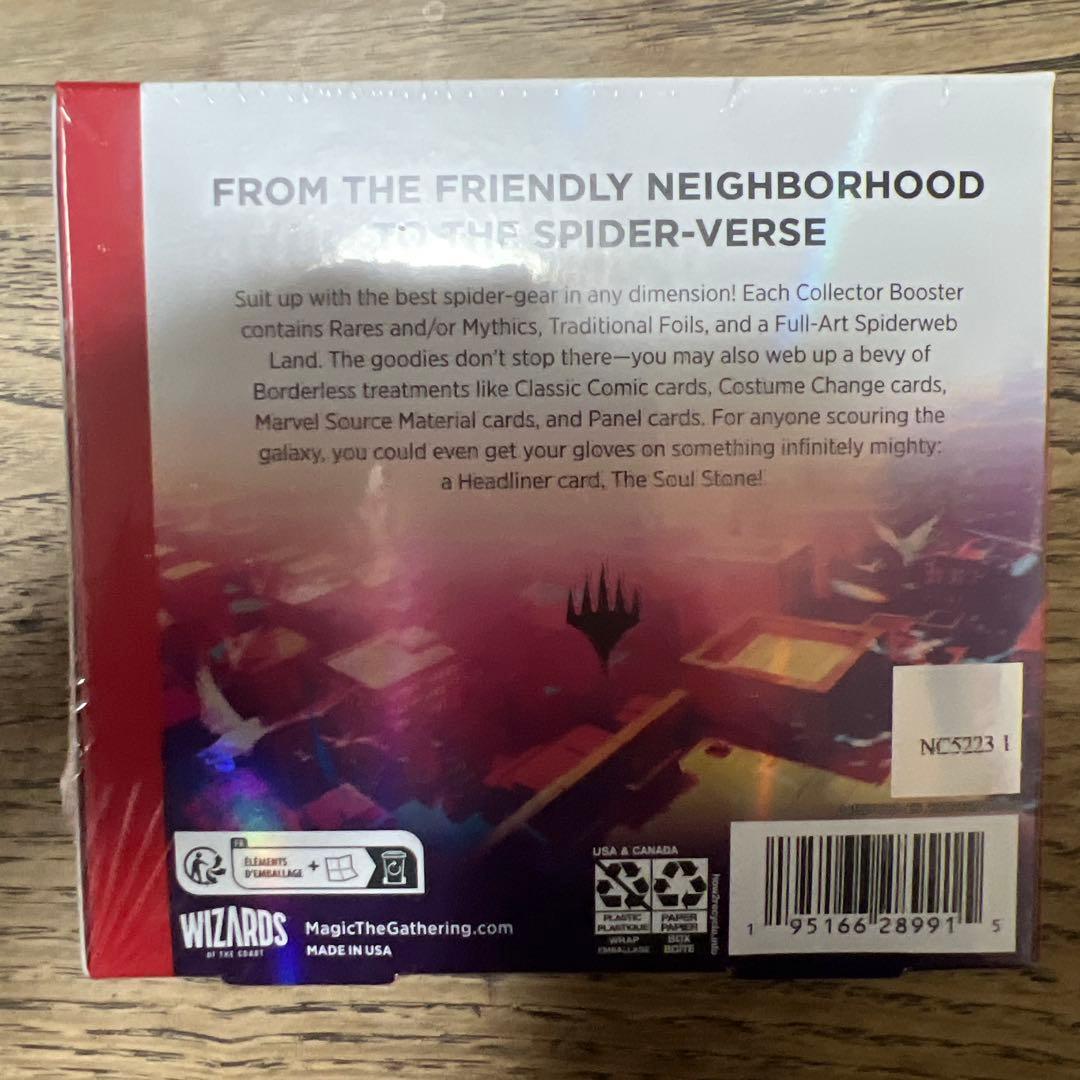 FROM THE FRIENDLY NEIGHBORHOOD
TO THE SPIDER-VERSE
Suit up with the best spider-gear in any dimension! Each Collector Booster
contains Rares and/or Mythics, Traditional Foils, and a Full-Art Spiderweb
Land. The goodies don't stop there—you may also web up a bevy of
Borderless treatments like Classic Comic cards, Costume Change cards,
Marvel Source Material cards, and Panel cards. For anyone scouring the
galaxy, you could even get your gloves on something infinitely mighty:
a Headliner card, The Soul Stone!
NC5223 1
FR
ÉLÉMENTS
D'EMBALLAGE
+
WIZARDS
OF THE COAST
MagicTheGathering.com
MADE IN USA
USA & CANADA
PLASTIC
PLASTIQUE
WRAP
EMBALLAGE
PAPER
PAPIER
BOX
BOÎTE
how2recycle.info
1 95166 28991 5